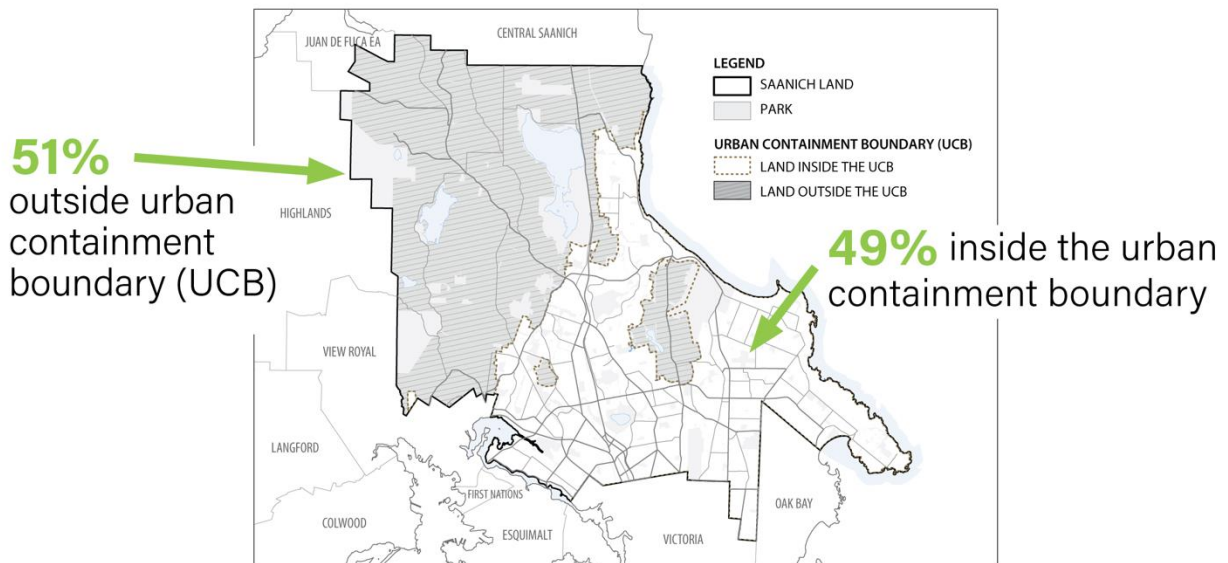 JUAN DE FUCA EA
CENTRAL SAANICH
LEGEND
SAANICH LAND
PARK
URBAN CONTAINMENT BOUNDARY (UCB)
LAND INSIDE THE UCB
LAND OUTSIDE THE UCB
51%
outside urban
containment
boundary (UCB)
HIGHLANDS
49% inside the urban
containment boundary
VIEW ROYAL
LANGFORD
FIRST NATIONS
COLWOOD
ESQUIMALT
VICTORIA
OAK BAY